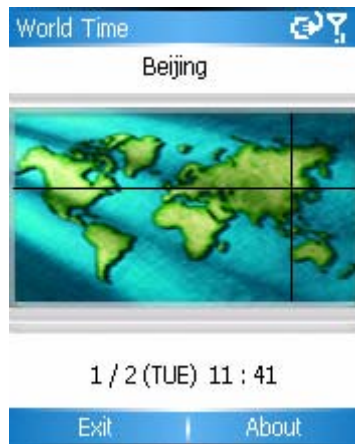 World Time
Beijing
1 / 2 (TUE) 11 : 41
Exit
About